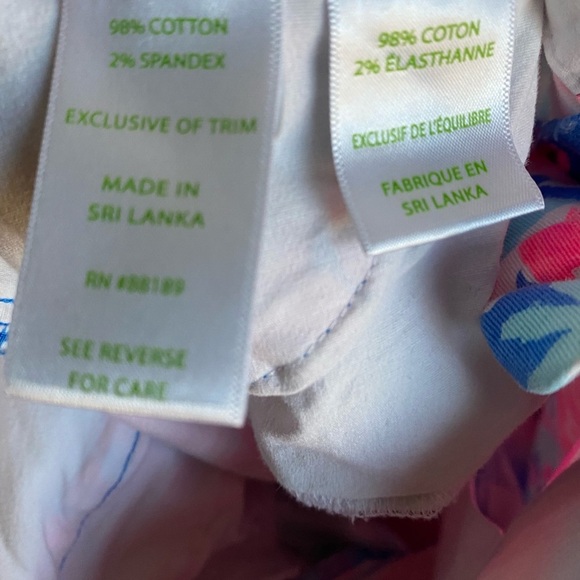 98% COTTON
2% SPANDEX
EXCLUSIVE OF TRIM
MADE IN
SRI LANKA
RN #88189
SEE REVERSE
FOR CARE
98% COTON
2% ÉLASTHANNE
EXCLUSIF DE L'ÉQUILIBRE
FABRIQUE EN
SRI LANKA